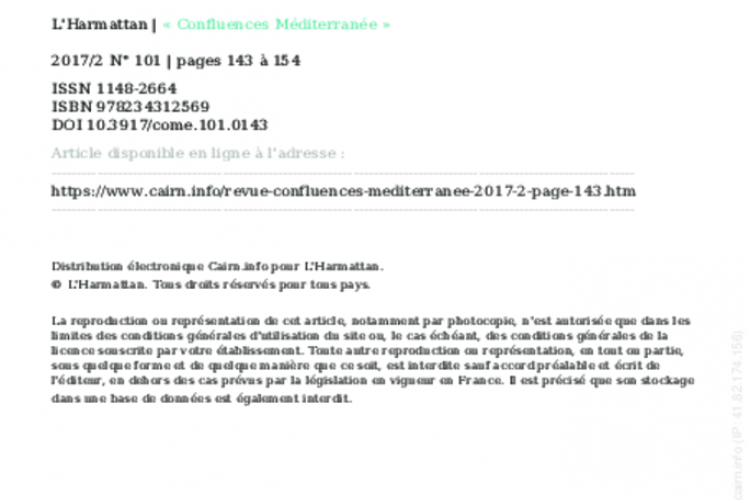 L'Harmattan | « Confluences Méditerranée »
2017/2 N° 101 | pages 143 à 154
ISSN 1148-2664
ISBN 978234312569
DOI 10.3917/come.101.0143
Article disponible en ligne à l'adresse :
https://www.cairn.info/revue-confluences-mediterranee-2017-2-page-143.htm
Distribution électronique Cairn.info pour L'Harmattan.
© L'Harmattan. Tous droits réservés pour tous pays.
La reproduction ou représentation de cet article, notamment par photocopie, n'est autorisée que dans les
limites des conditions générales d'utilisation du site ou, le cas échéant, des conditions générales de la
licence souscrite par votre établissement. Toute autre reproduction ou représentation, en tout ou partie,
sous quelque forme et de quelque manière que ce soit, est interdite sauf accord préalable et écrit de
l'éditeur, en dehors des cas prévus par la législation en vigueur en France. Il est précisé que son stockage
dans une base de données est également interdit.
cairn.info (IP: 41.82.174.156)